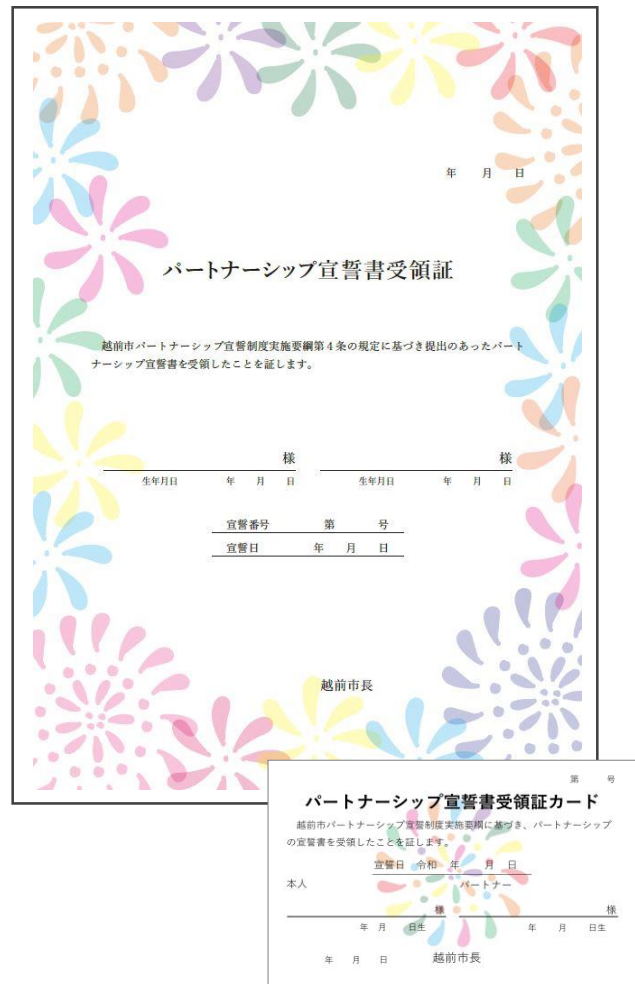 年 月 日
パートナーシップ宣誓書受領証
越前市パートナーシップ宣誓制度実施要綱第4条の規定に基づき提出のあったパート
ナーシップ宣誓書を受領したことを証します。
様 様
生年月日 年 月 日 生年月日 年 月 日
宣誓番号 第 号
宣誓日 年 月 日
越前市長
第 号
パートナーシップ宣誓書受領証カード
越前市パートナーシップ宣誓制度実施要綱に基づき、パートナーシップ
の宣誓書を受領したことを証します。
宣誓日 令和 年 月 日
本人 パートナー
様 様
年 月 日生 年 月 日生
年 月 日 越前市長